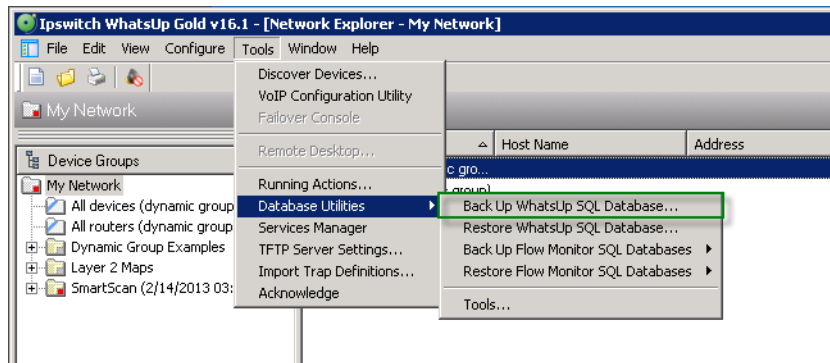 Ipswitch WhatsUp Gold v16.1 - [Network Explorer - My Network]
File Edit View Configure Tools Window Help
My Network
Device Groups
My Network
All devices (dynamic group
All routers (dynamic group
Dynamic Group Examples
Layer 2 Maps
SmartScan (2/14/2013 03:
Discover Devices...
VoIP Configuration Utility
Failover Console
Remote Desktop...
Running Actions...
Database Utilities
Services Manager
TFTP Server Settings...
Import Trap Definitions...
Acknowledge
Host Name Address
c gro...
group)
Back Up WhatsUp SQL Database...
Restore WhatsUp SQL Database...
Back Up Flow Monitor SQL Databases
Restore Flow Monitor SQL Databases
Tools...